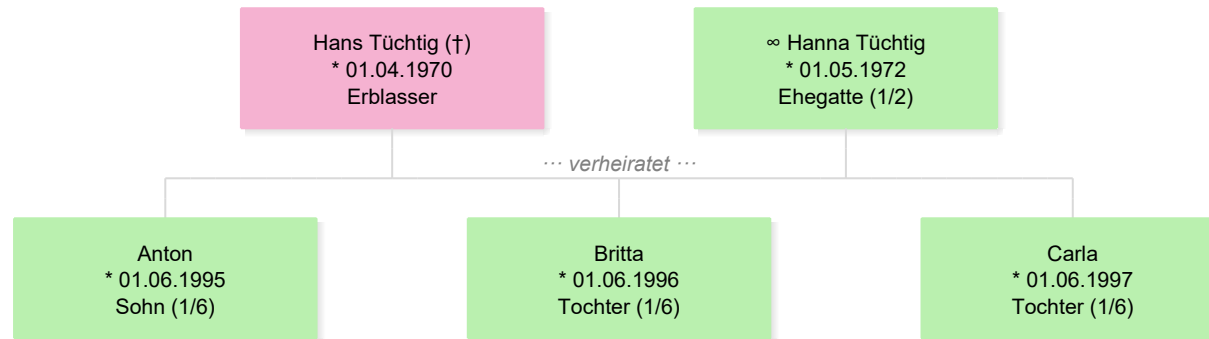 Hans Tüchtig (†)
* 01.04.1970
Erblasser
∞ Hanna Tüchtig
* 01.05.1972
Ehegatte (1/2)
··· verheiratet ···
Anton
* 01.06.1995
Sohn (1/6)
Britta
* 01.06.1996
Tochter (1/6)
Carla
* 01.06.1997
Tochter (1/6)